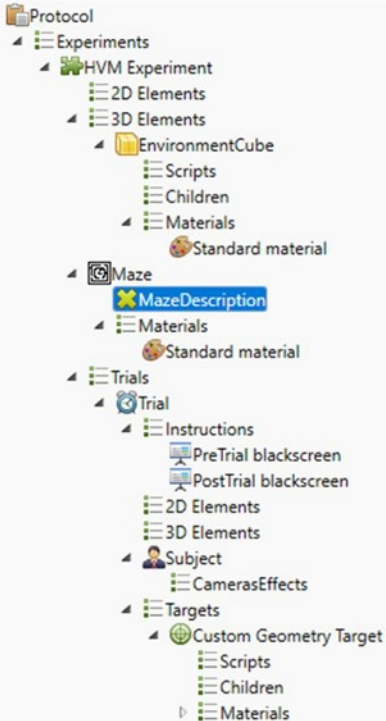 Protocol
Experiments
HVM Experiment
2D Elements
3D Elements
EnvironmentCube
Scripts
Children
Materials
Standard material
Maze
MazeDescription
Materials
Standard material
Trials
Trial
Instructions
PreTrial blackscreen
PostTrial blackscreen
2D Elements
3D Elements
Subject
CamerasEffects
Targets
Custom Geometry Target
Scripts
Children
Materials